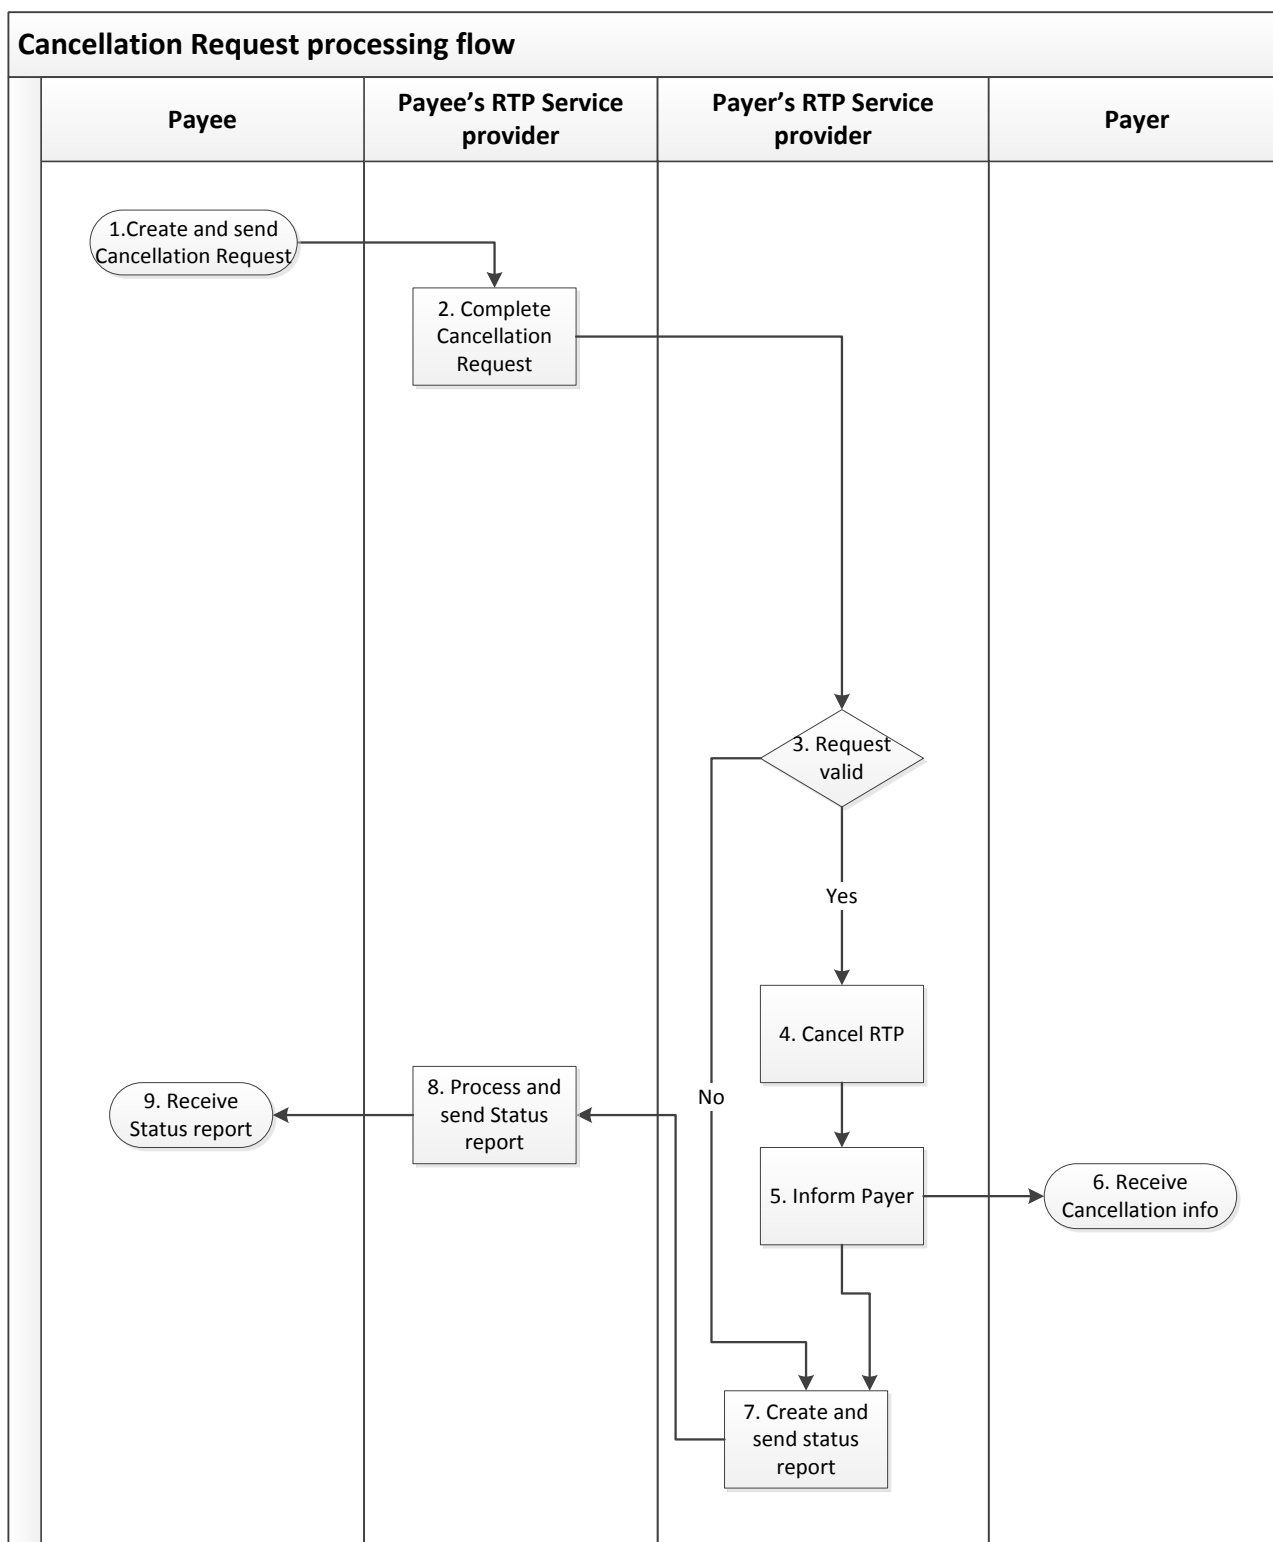 Cancellation Request processing flow
Payee
Payee's RTP Service
provider
Payer's RTP Service
provider
Payer
1.Create and send
Cancellation Request
2. Complete
Cancellation
Request
3. Request
valid
Yes
4. Cancel RTP
No
8. Process and
send Status
report
9. Receive
Status report
5. Inform Payer
6. Receive
Cancellation info
7. Create and
send status
report